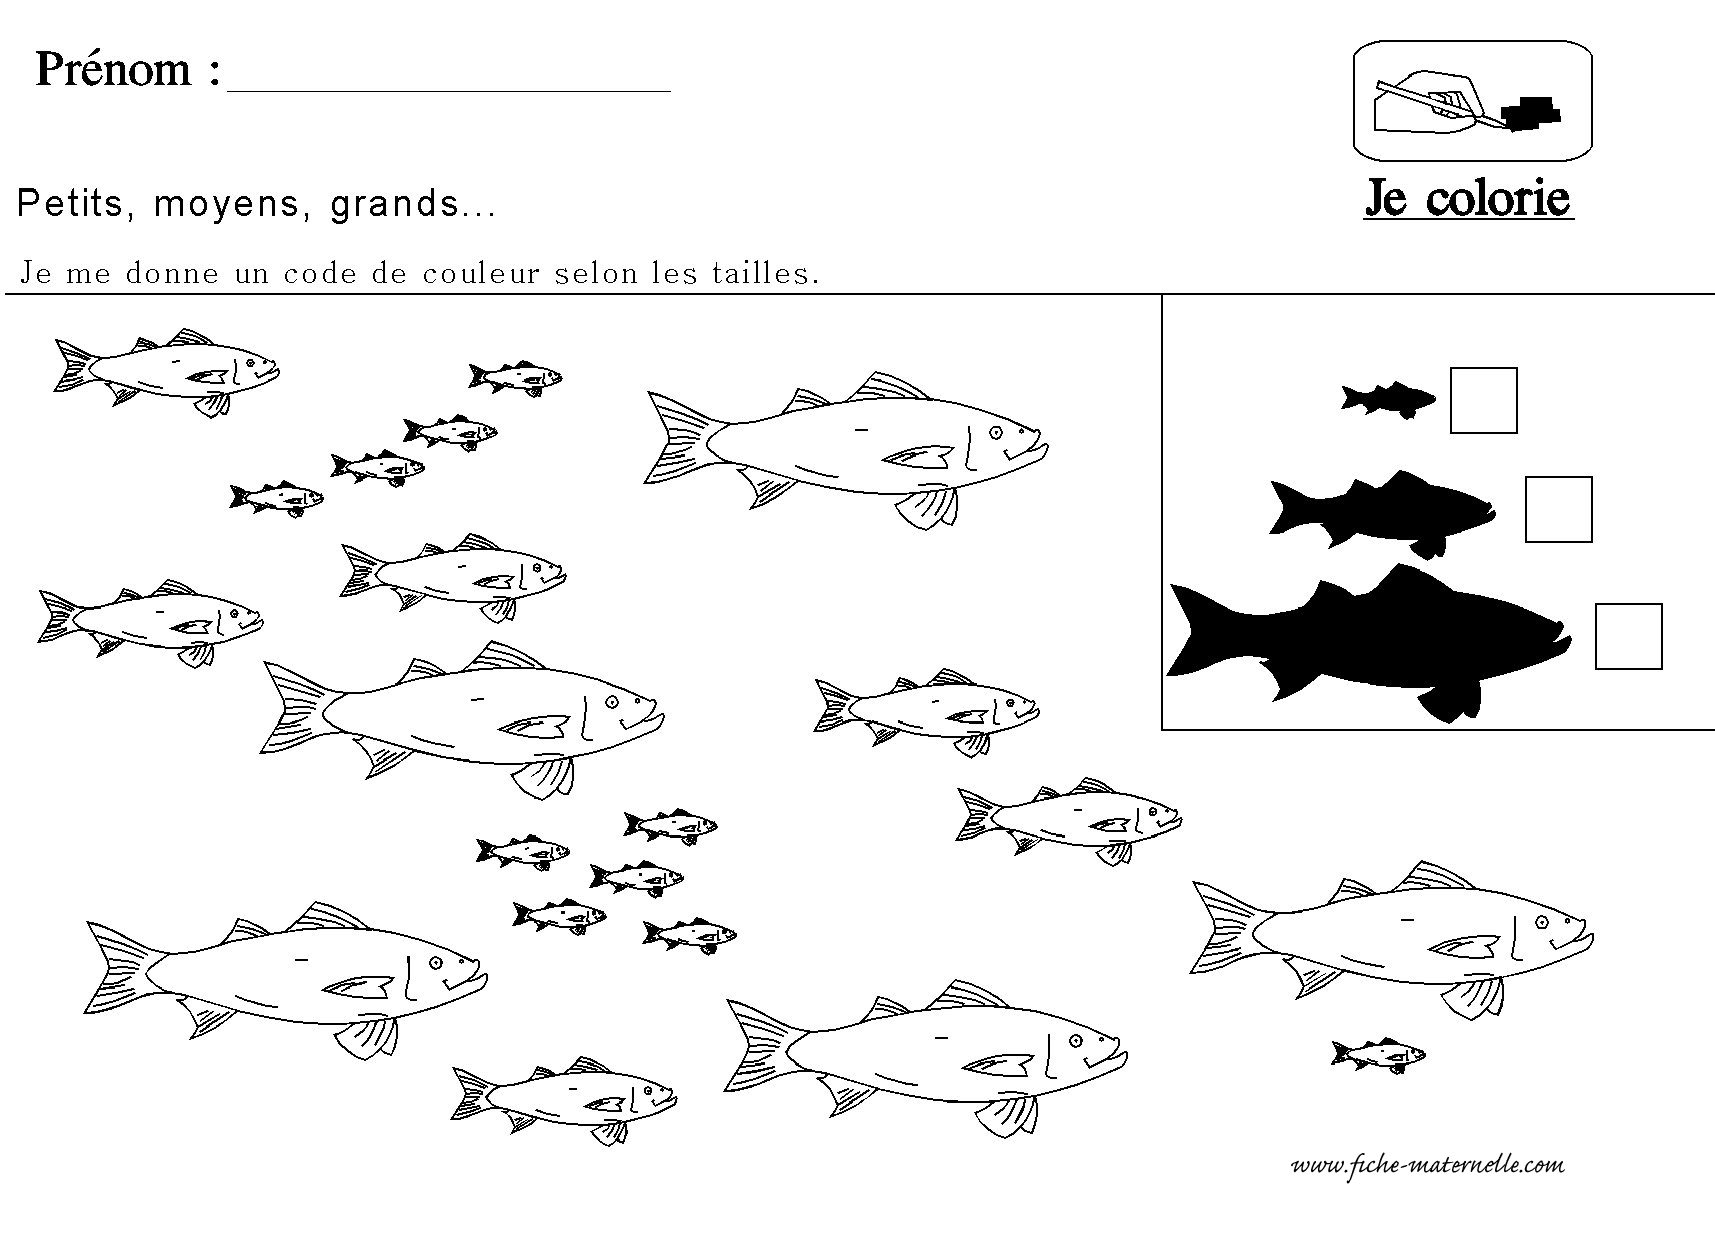 Prénom :
Je colorie
Petits, moyens, grands...
Je me donne un code de couleur selon les tailles.
www.fiche-maternelle.com